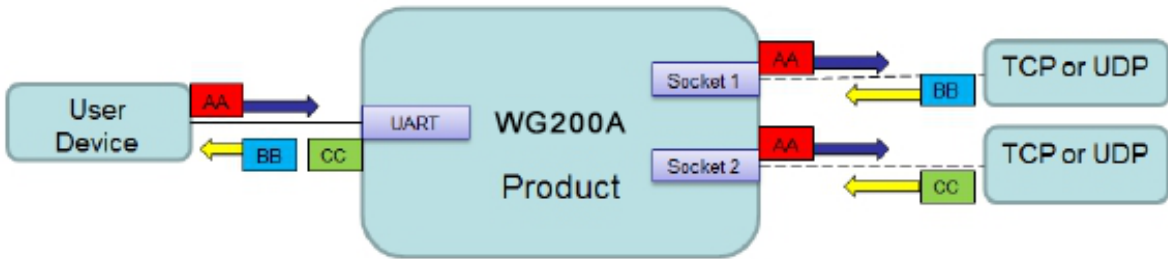 User
Device
AA
BB
CC
UART
WG200A
Product
Socket 1
Socket 2
AA
BB
AA
CC
TCP or UDP
TCP or UDP